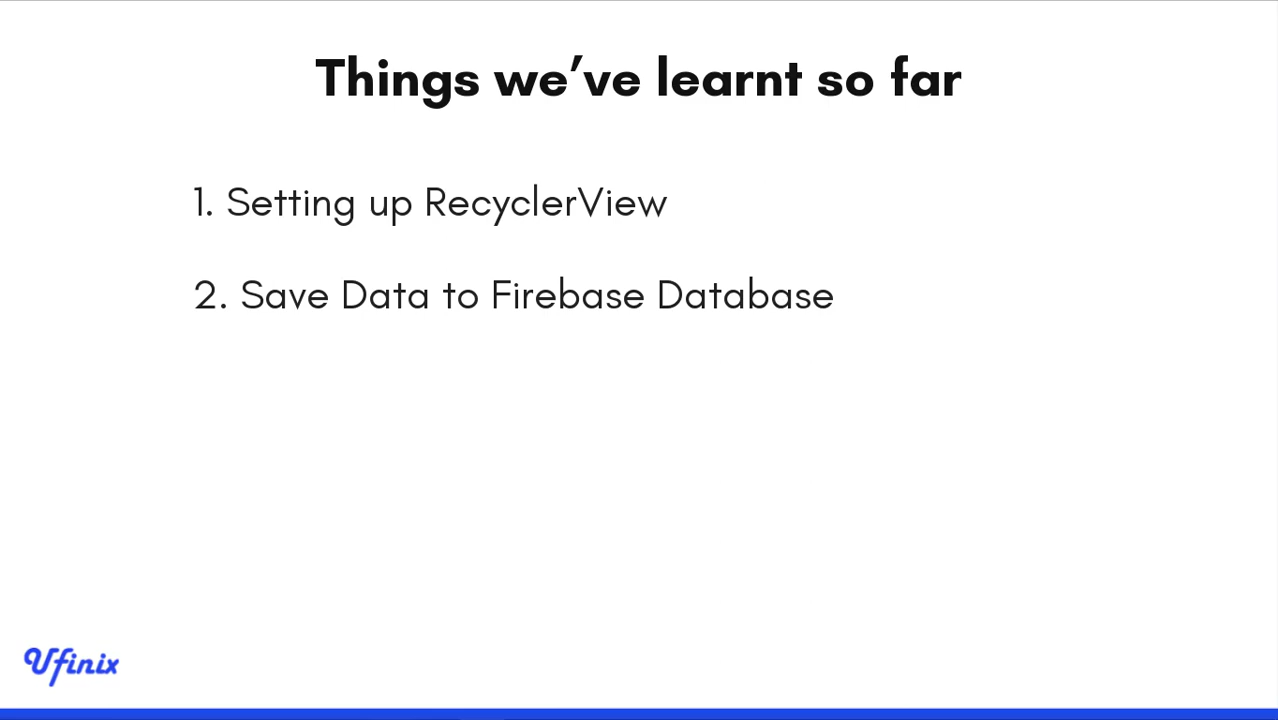 Things we’ve learnt so far
1. Setting up RecyclerView
2. Save Data to Firebase Database
Ufinix